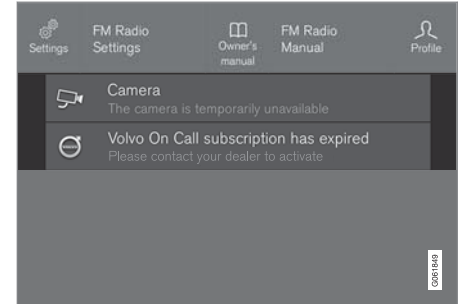 Settings
FM Radio
Settings
Owner's
manual
FM Radio
Manual
Profile
Camera
The camera is temporarily unavailable
Volvo On Call subscription has expired
Please contact your dealer to activate
G061849